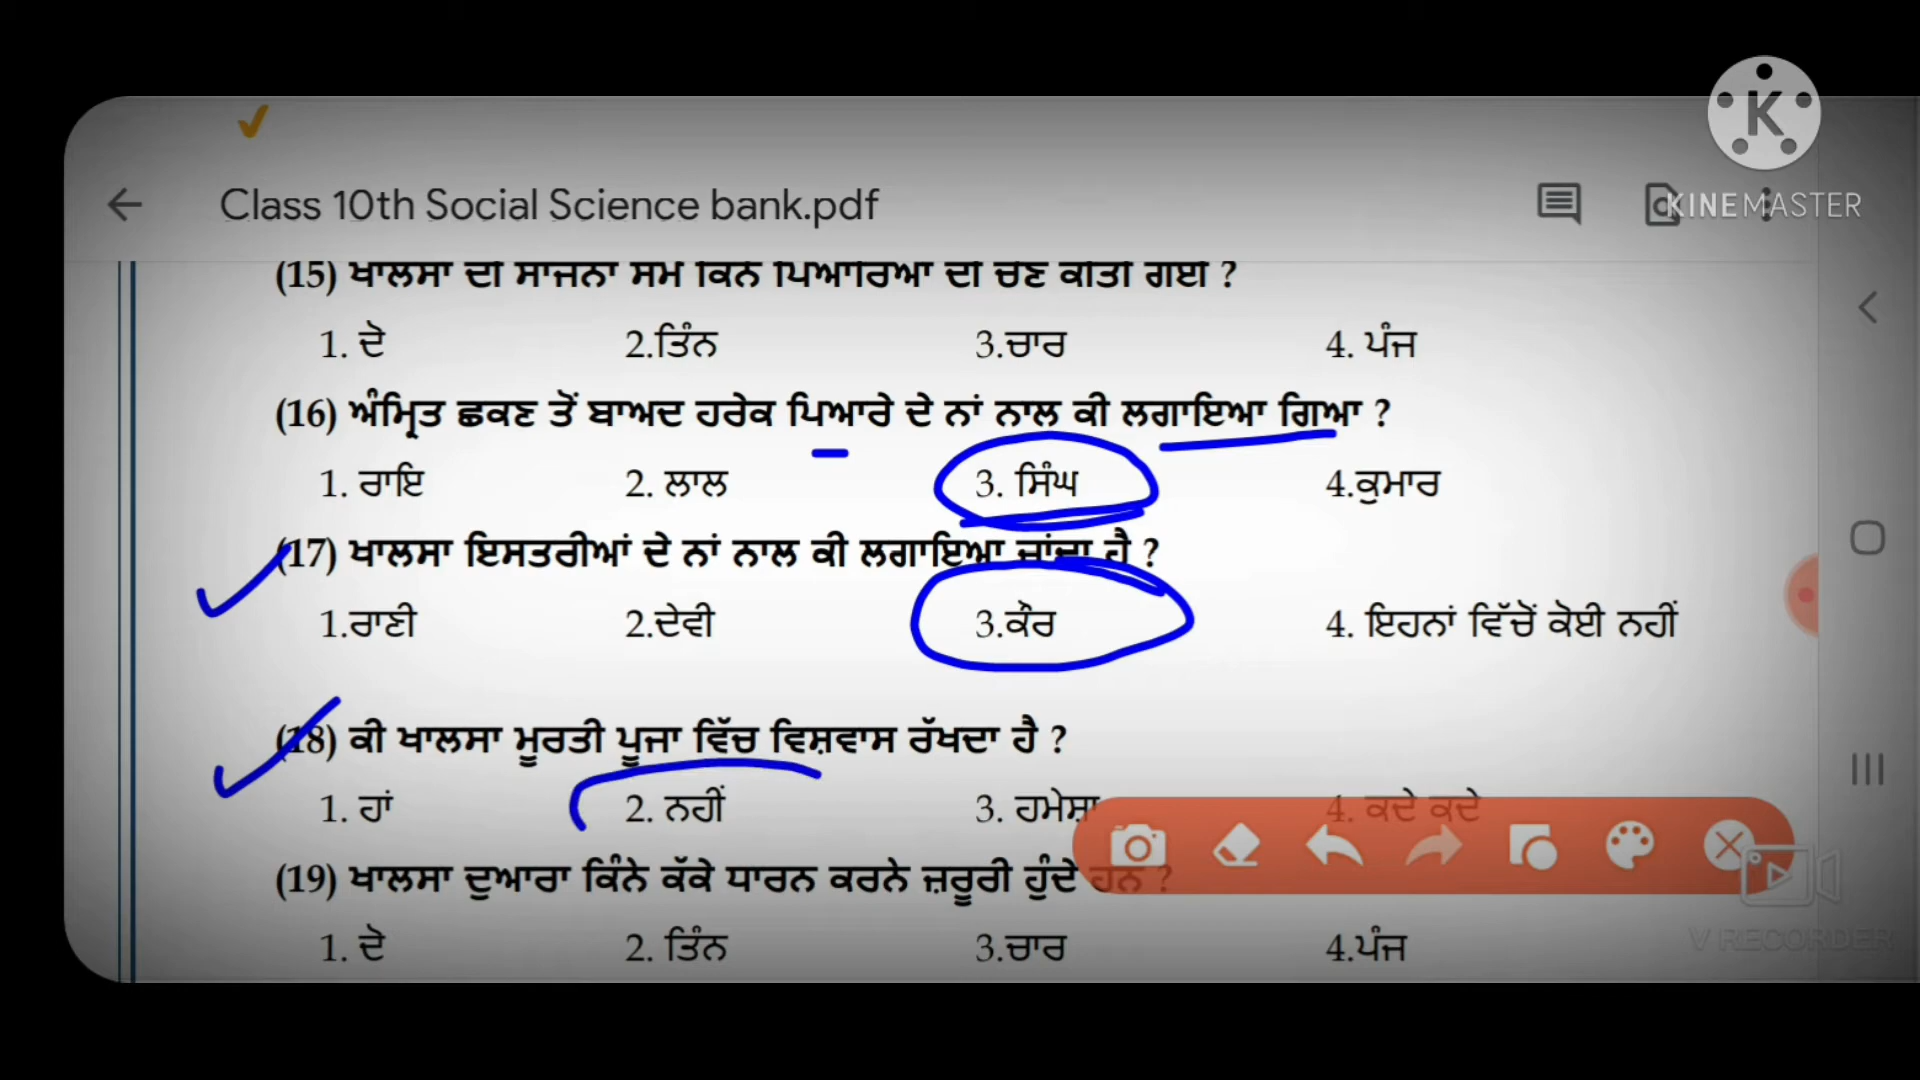 K
KINEMASTER
Class 10th Social Science bank.pdf
(15) ਖਾਲਸਾ ਦੀ ਸਾਜਨਾ ਸਮੇਂ ਕਿੰਨੇ ਪਿਆਰਿਆਂ ਦੀ ਚੋਣ ਕੀਤੀ ਗਈ ?
1. ਦੋ 2.ਤਿੰਨ 3.ਚਾਰ 4. ਪੰਜ
(16) ਅੰਮ੍ਰਿਤ ਛਕਣ ਤੋਂ ਬਾਅਦ ਹਰੇਕ ਪਿਆਰੇ ਦੇ ਨਾਂ ਨਾਲ ਕੀ ਲਗਾਇਆ ਗਿਆ ?
1. ਰਾਇ 2. ਲਾਲ 3. ਸਿੰਘ 4.ਕੁਮਾਰ
(17) ਖਾਲਸਾ ਇਸਤਰੀਆਂ ਦੇ ਨਾਂ ਨਾਲ ਕੀ ਲਗਾਇਆ ਜਾਂਦਾ ਹੈ ?
1.ਰਾਣੀ 2.ਦੇਵੀ 3.ਕੌਰ 4. ਇਹਨਾਂ ਵਿੱਚੋਂ ਕੋਈ ਨਹੀਂ
(18) ਕੀ ਖਾਲਸਾ ਮੂਰਤੀ ਪੂਜਾ ਵਿੱਚ ਵਿਸ਼ਵਾਸ ਰੱਖਦਾ ਹੈ ?
1. ਹਾਂ 2. ਨਹੀਂ 3. ਹਮੇਸ਼ਾ 4. ਕਦੇ ਕਦੇ
(19) ਖਾਲਸਾ ਦੁਆਰਾ ਕਿੰਨੇ ਕੱਕੇ ਧਾਰਨ ਕਰਨੇ ਜ਼ਰੂਰੀ ਹੁੰਦੇ ਹਨ ?
1. ਦੋ 2. ਤਿੰਨ 3.ਚਾਰ 4.ਪੰਜ
V RECORDER